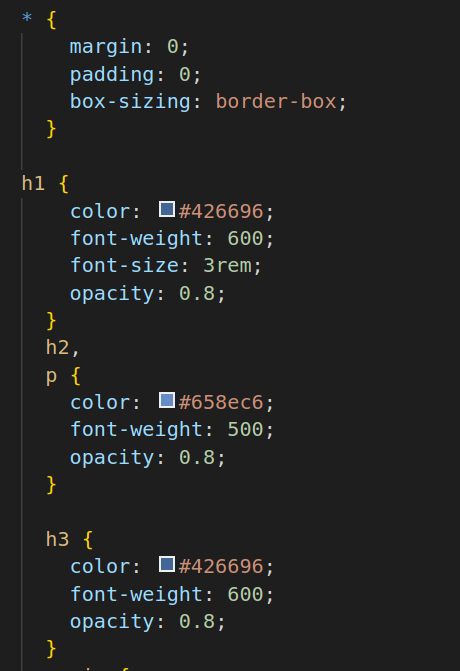 * {
margin: 0;
padding: 0;
box-sizing: border-box;
}
h1 {
color: #426696;
font-weight: 600;
font-size: 3rem;
opacity: 0.8;
}
h2,
p {
color: #658ec6;
font-weight: 500;
opacity: 0.8;
}
h3 {
color: #426696;
font-weight: 600;
opacity: 0.8;
}